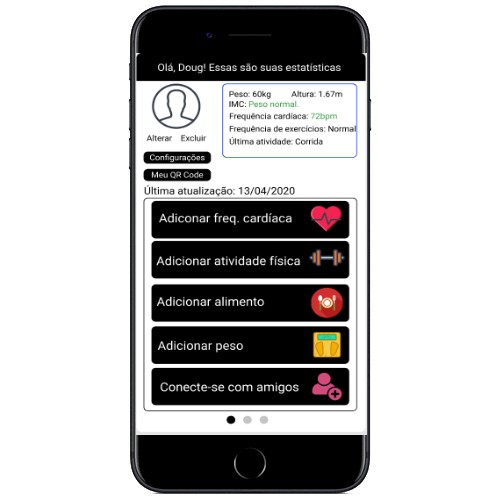 Olá, Doug! Essas são suas estatísticas
Peso: 60kg Altura: 1.67m
IMC: Peso normal.
Frequência cardíaca: 72bpm
Frequência de exercícios: Normal
Última atividade: Corrida
Alterar Excluir
Configurações
Meu QR Code
Última atualização: 13/04/2020
Adiconar freq. cardíaca
Adicionar atividade física
Adicionar alimento
Adicionar peso
Conecte-se com amigos